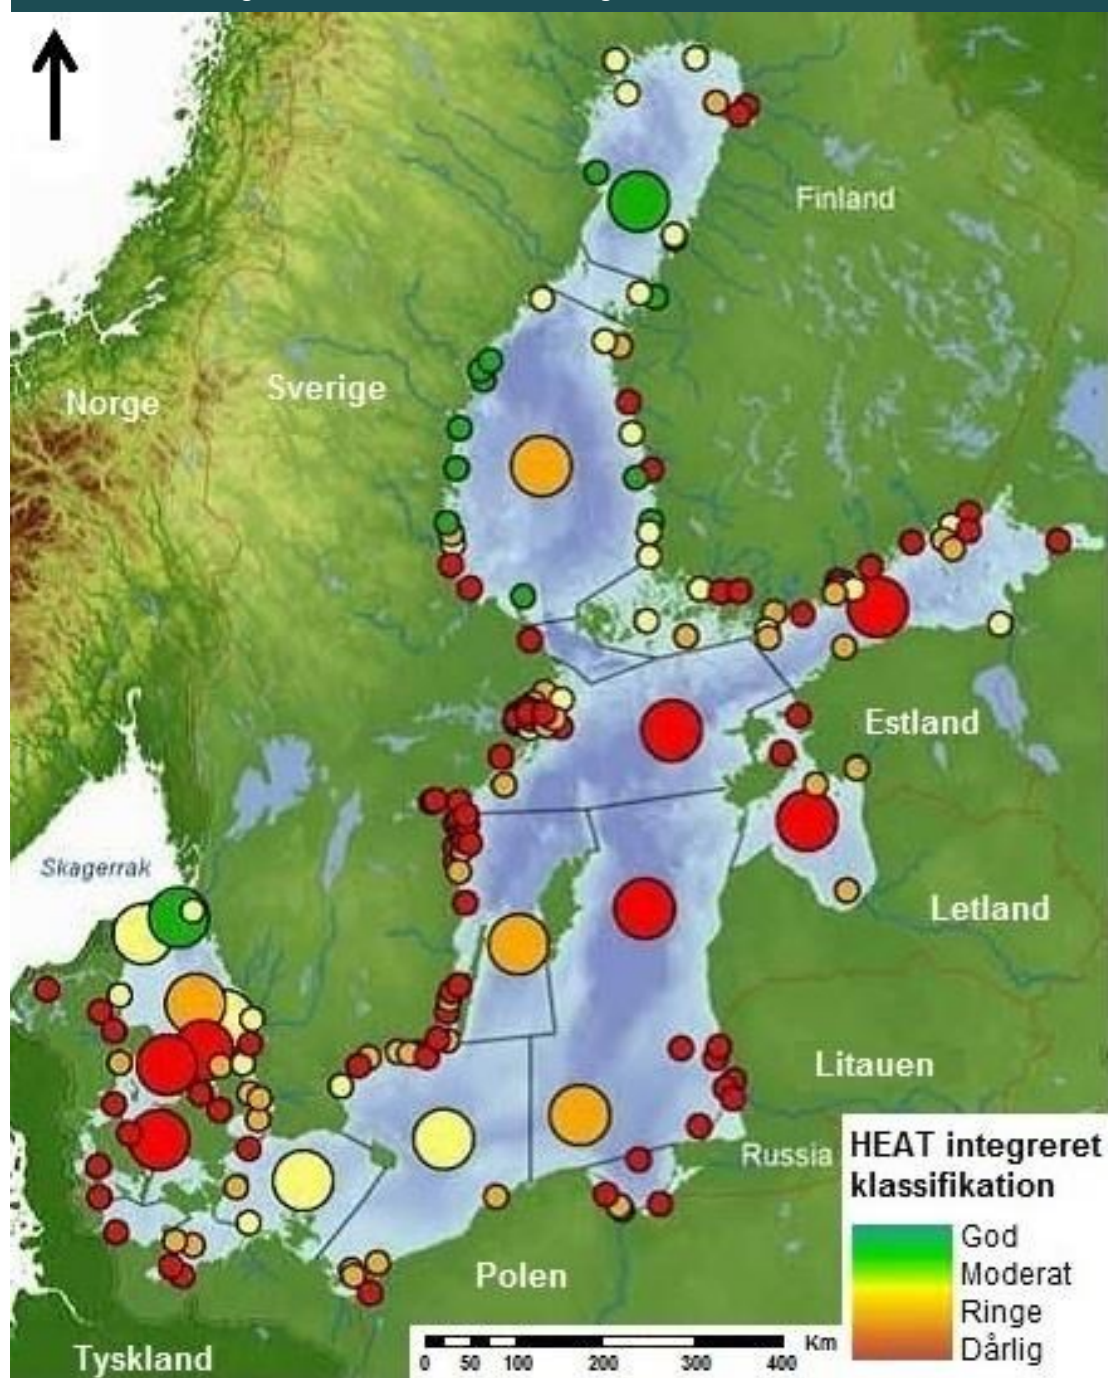 Finland
Norge
Sverige
Estland
Skagerrak
Letland
Litauen
Russia
HEAT integreret
klassifikation
God
Moderat
Ringe
Dårlig
Polen
Tyskland
Km
0 50 100 200 300 400